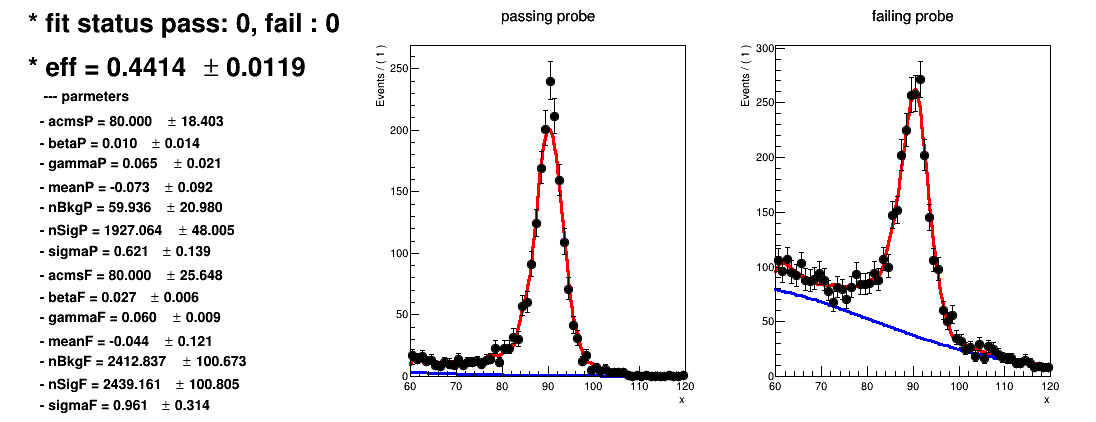 * fit status pass: 0, fail : 0
* eff = 0.4414 ± 0.0119
--- parmeters
- acmsP = 80.000 ± 18.403
- betaP = 0.010 ± 0.014
- gammaP = 0.065 ± 0.021
- meanP = -0.073 ± 0.092
- nBkgP = 59.936 ± 20.980
- nSigP = 1927.064 ± 48.005
- sigmaP = 0.621 ± 0.139
- acmsF = 80.000 ± 25.648
- betaF = 0.027 ± 0.006
- gammaF = 0.060 ± 0.009
- meanF = -0.044 ± 0.121
- nBkgF = 2412.837 ± 100.673
- nSigF = 2439.161 ± 100.805
- sigmaF = 0.961 ± 0.314
passing probe
Events / ( 1 )
250
200
150
100
50
0
60 70 80 90 100 110 120
x
failing probe
Events / ( 1 )
300
250
200
150
100
50
0
60 70 80 90 100 110 120
x